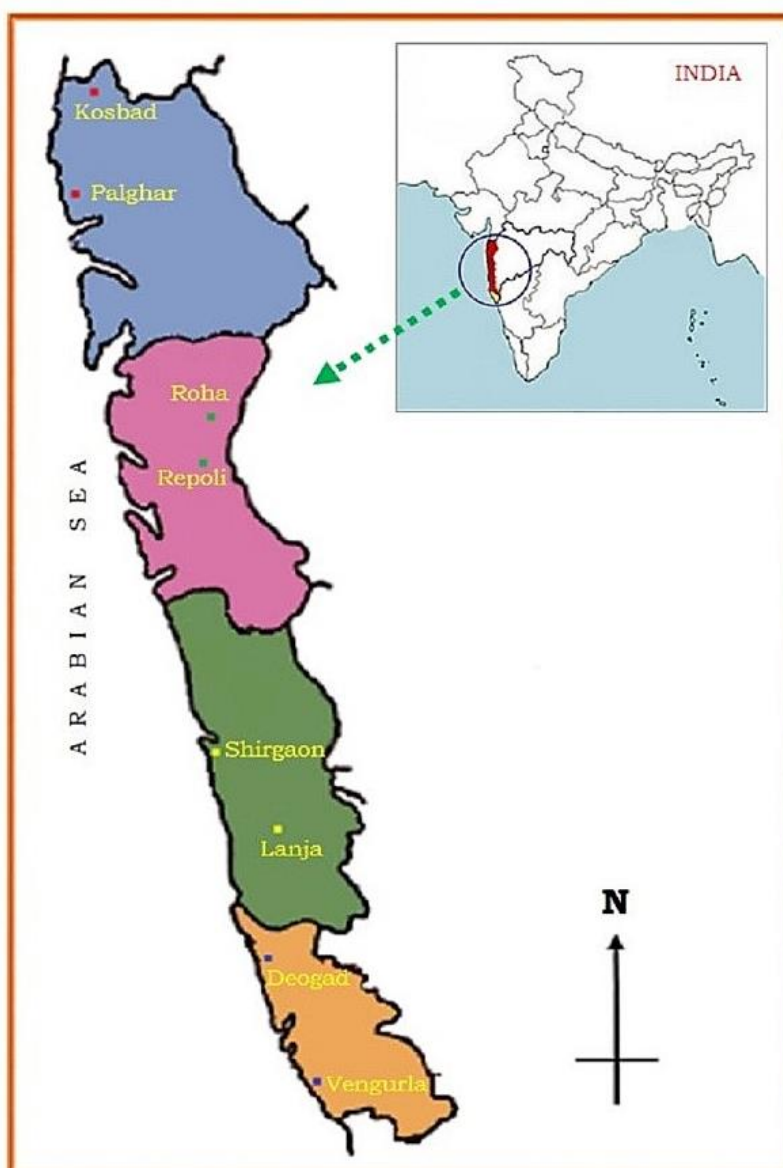 INDIA
Kosbad
Palghar
Roha
Repoli
ARABIAN SEA
Shirgaon
Lanja
N
Deogad
Vengurla